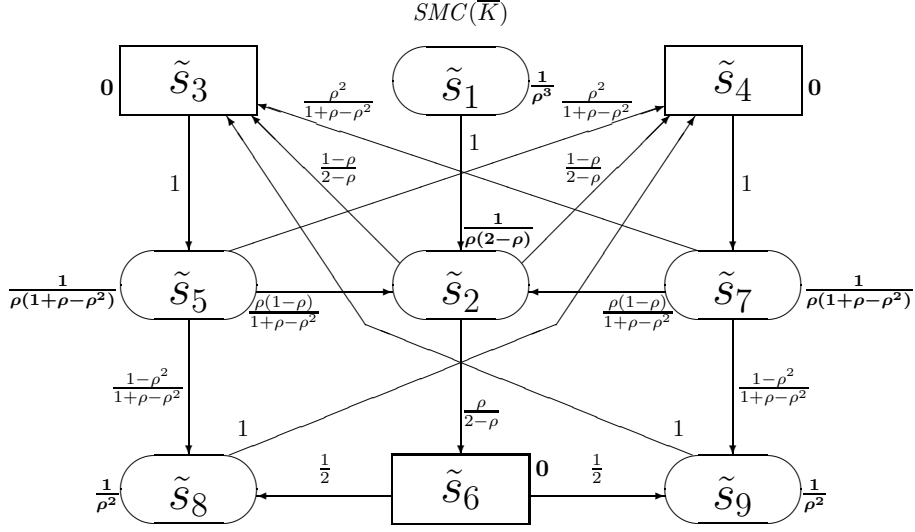 SMC(K̅)
0 s̃₃ ρ²/(1+ρ−ρ²) s̃₁ 1/ρ³ ρ²/(1+ρ−ρ²) s̃₄ 0
1
(1−ρ)/(2−ρ) (1−ρ)/(2−ρ)
1 1
1/(ρ(2−ρ))
1/(ρ(1+ρ−ρ²)) s̃₅ s̃₂ s̃₇ 1/(ρ(1+ρ−ρ²))
ρ(1−ρ)/(1+ρ−ρ²) ρ(1−ρ)/(1+ρ−ρ²)
(1−ρ²)/(1+ρ−ρ²) (1−ρ²)/(1+ρ−ρ²)
ρ/(2−ρ)
1 1
1/ρ² s̃₈ 1/2 s̃₆ 0 1/2 s̃₉ 1/ρ²